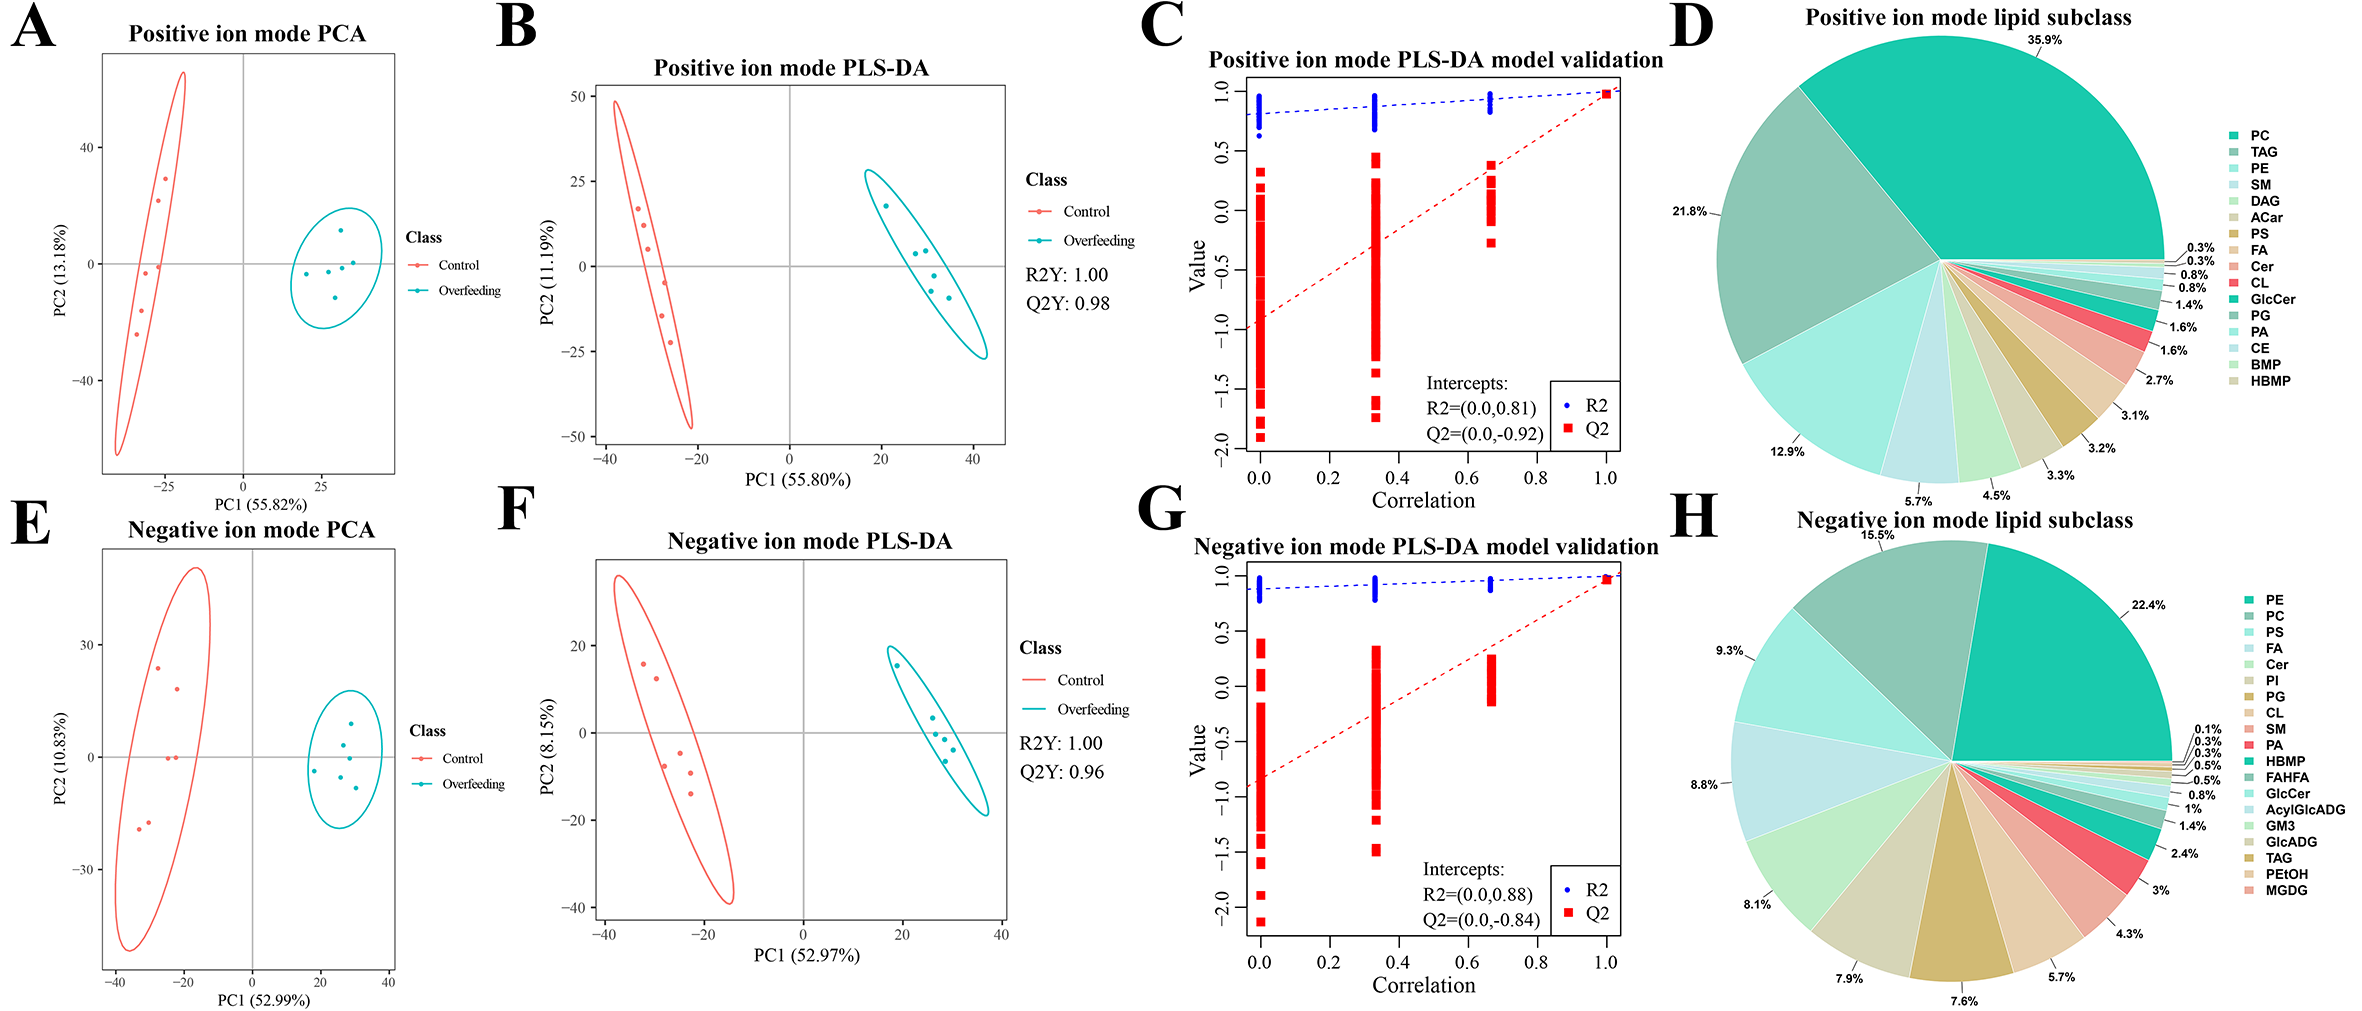 A
Positive ion mode PCA
PC2 (13.18%)
40
0
−40
−25
0
25
PC1 (55.82%)
Class
Control
Overfeeding
B
Positive ion mode PLS-DA
PC2 (11.19%)
50
25
0
−25
−50
−40
−20
0
20
40
PC1 (55.80%)
Class
Control
Overfeeding
R2Y: 1.00
Q2Y: 0.98
C
Positive ion mode PLS-DA model validation
Value
1.0
0.5
0.0
−0.5
−1.0
−1.5
−2.0
0.0
0.2
0.4
0.6
0.8
1.0
Correlation
Intercepts:
R2=(0.0,0.81)
Q2=(0.0,-0.92)
R2
Q2
D
Positive ion mode lipid subclass
35.9%
21.8%
12.9%
5.7%
4.5%
3.3%
3.2%
3.1%
2.7%
1.6%
1.6%
1.4%
0.8%
0.8%
0.3%
0.3%
PC
TAG
PE
SM
DAG
ACar
PS
FA
Cer
CL
GlcCer
PG
PA
CE
BMP
HBMP
E
Negative ion mode PCA
PC2 (10.83%)
30
0
−30
−40
−20
0
20
40
PC1 (52.99%)
Class
Control
Overfeeding
F
Negative ion mode PLS-DA
PC2 (8.15%)
20
0
−20
−40
−40
−20
0
20
40
PC1 (52.97%)
Class
Control
Overfeeding
R2Y: 1.00
Q2Y: 0.96
G
Negative ion mode PLS-DA model validation
Value
1.0
0.5
0.0
−0.5
−1.0
−1.5
−2.0
0.0
0.2
0.4
0.6
0.8
1.0
Correlation
Intercepts:
R2=(0.0,0.88)
Q2=(0.0,-0.84)
R2
Q2
H
Negative ion mode lipid subclass
22.4%
15.5%
9.3%
8.8%
8.1%
7.9%
7.6%
5.7%
4.3%
3%
2.4%
1.4%
1%
0.8%
0.5%
0.5%
0.3%
0.3%
0.1%
PE
PC
PS
FA
Cer
PI
PG
CL
SM
PA
HBMP
FAHFA
GlcCer
AcylGlcADG
GM3
GlcADG
TAG
PEtOH
MGDG